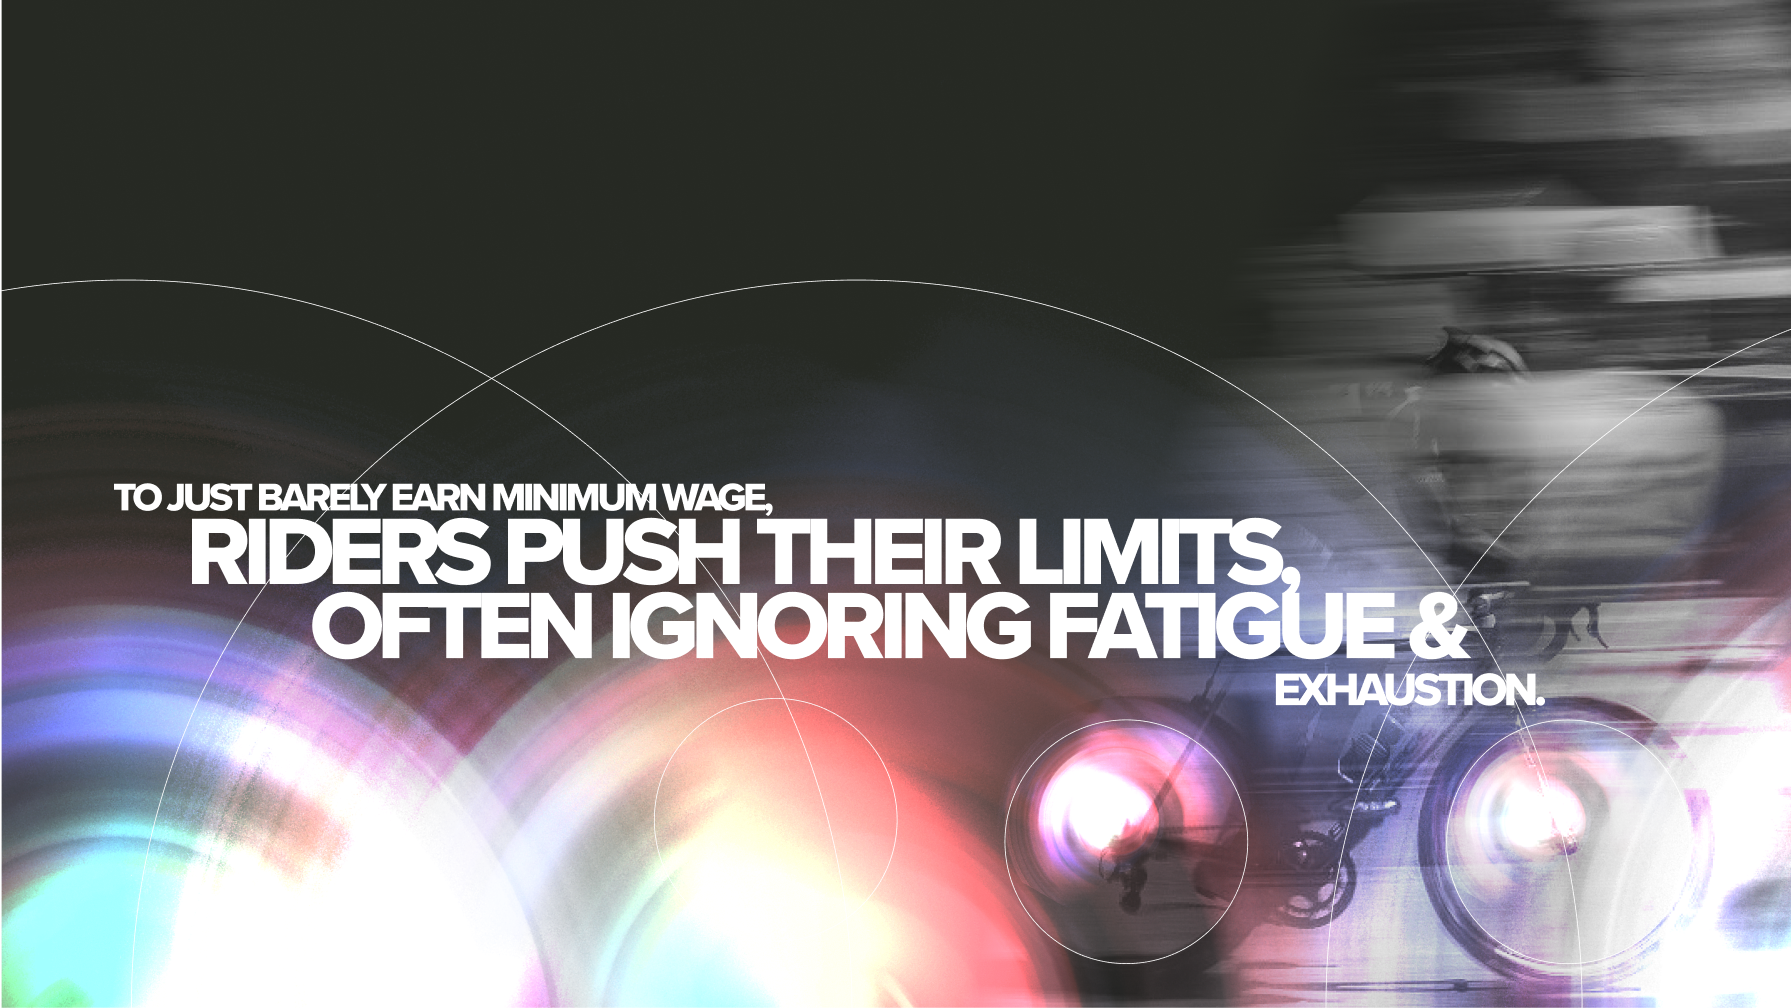 TO JUST BARELY EARN MINIMUM WAGE,
RIDERS PUSH THEIR LIMITS,
OFTEN IGNORING FATIGUE &
EXHAUSTION.